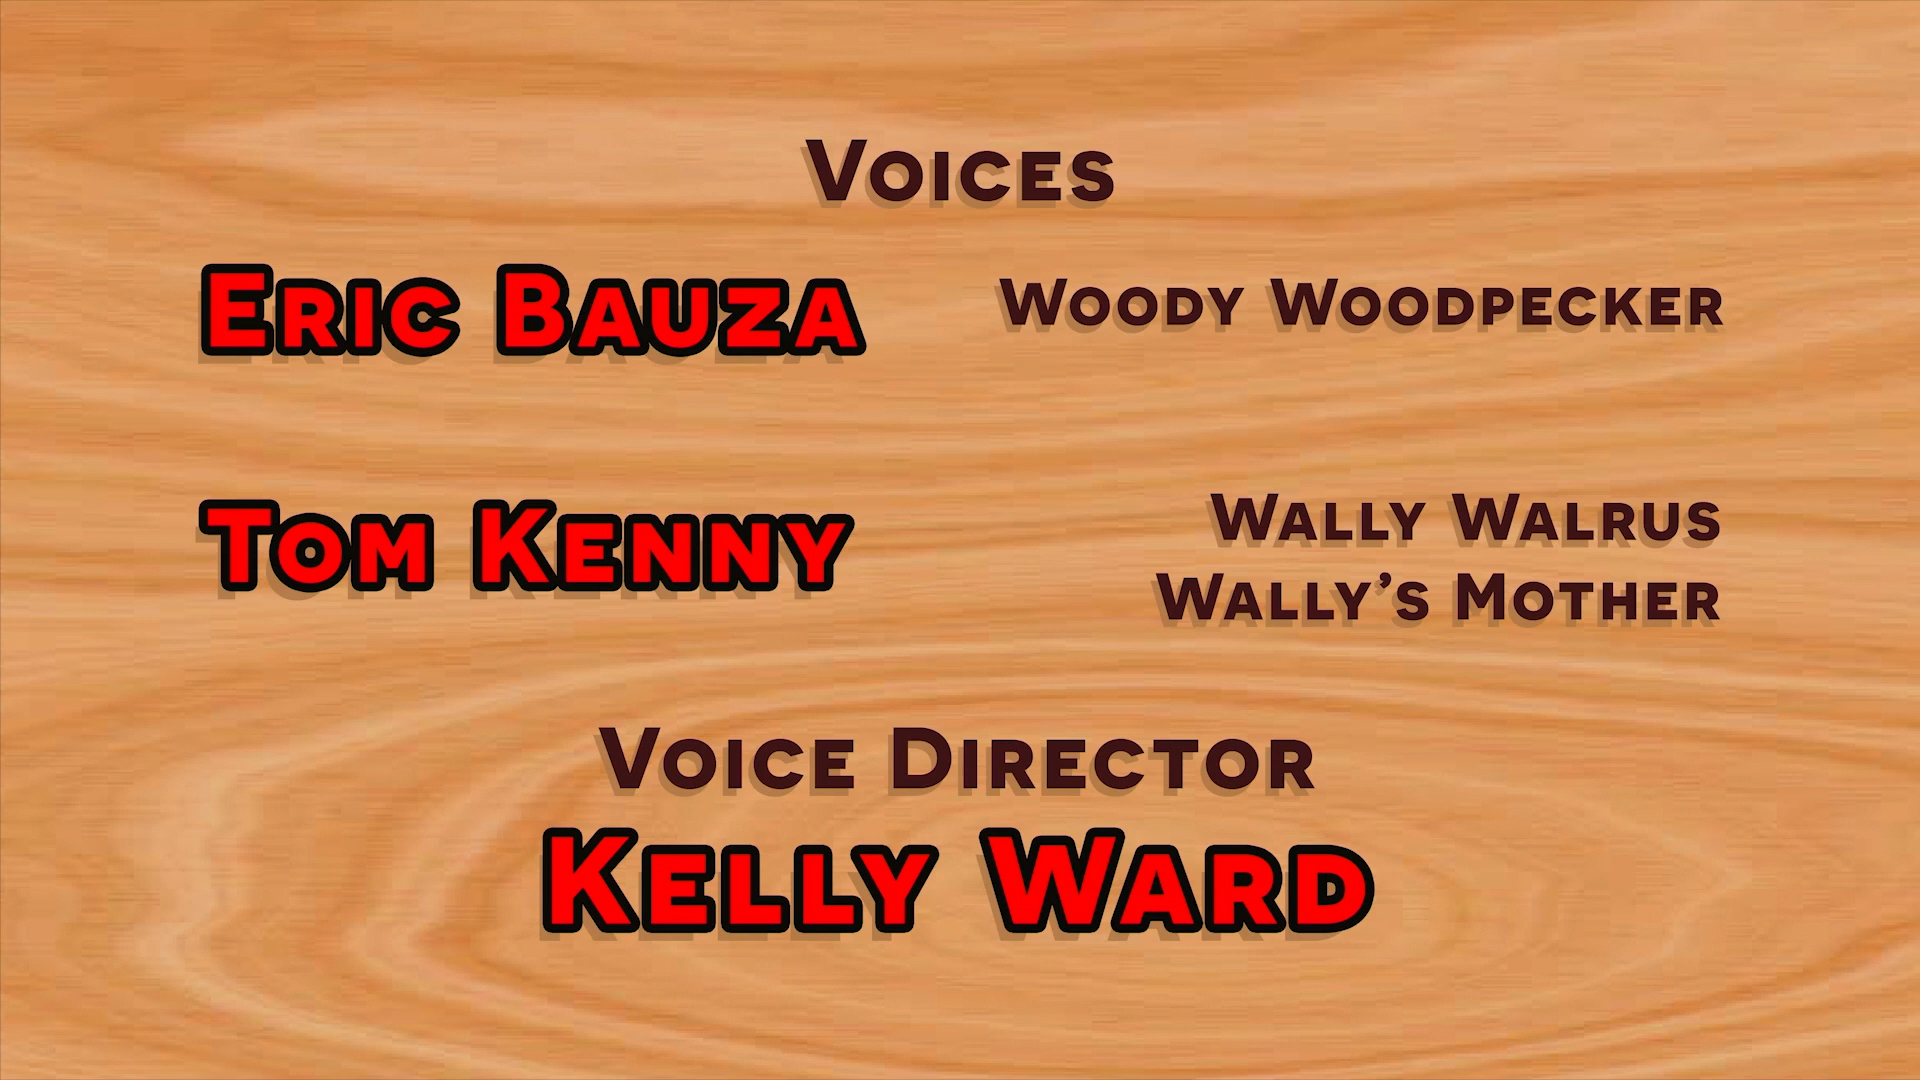 Voices
Eric Bauza Woody Woodpecker
Tom Kenny Wally Walrus
Wally's Mother
Voice Director
Kelly Ward